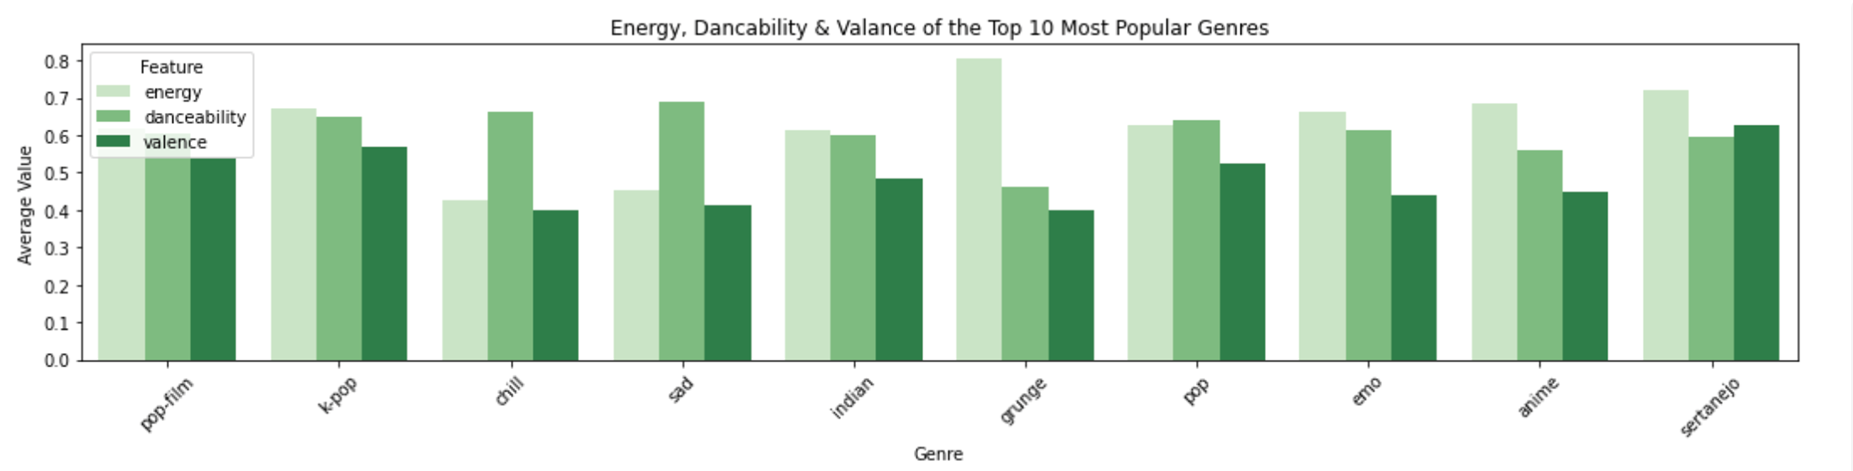 Energy, Dancability & Valance of the Top 10 Most Popular Genres
Feature
energy
danceability
valence
Average Value
0.8
0.7
0.6
0.5
0.4
0.3
0.2
0.1
0.0
pop-film
k-pop
chill
sad
indian
grunge
pop
emo
anime
sertanejo
Genre